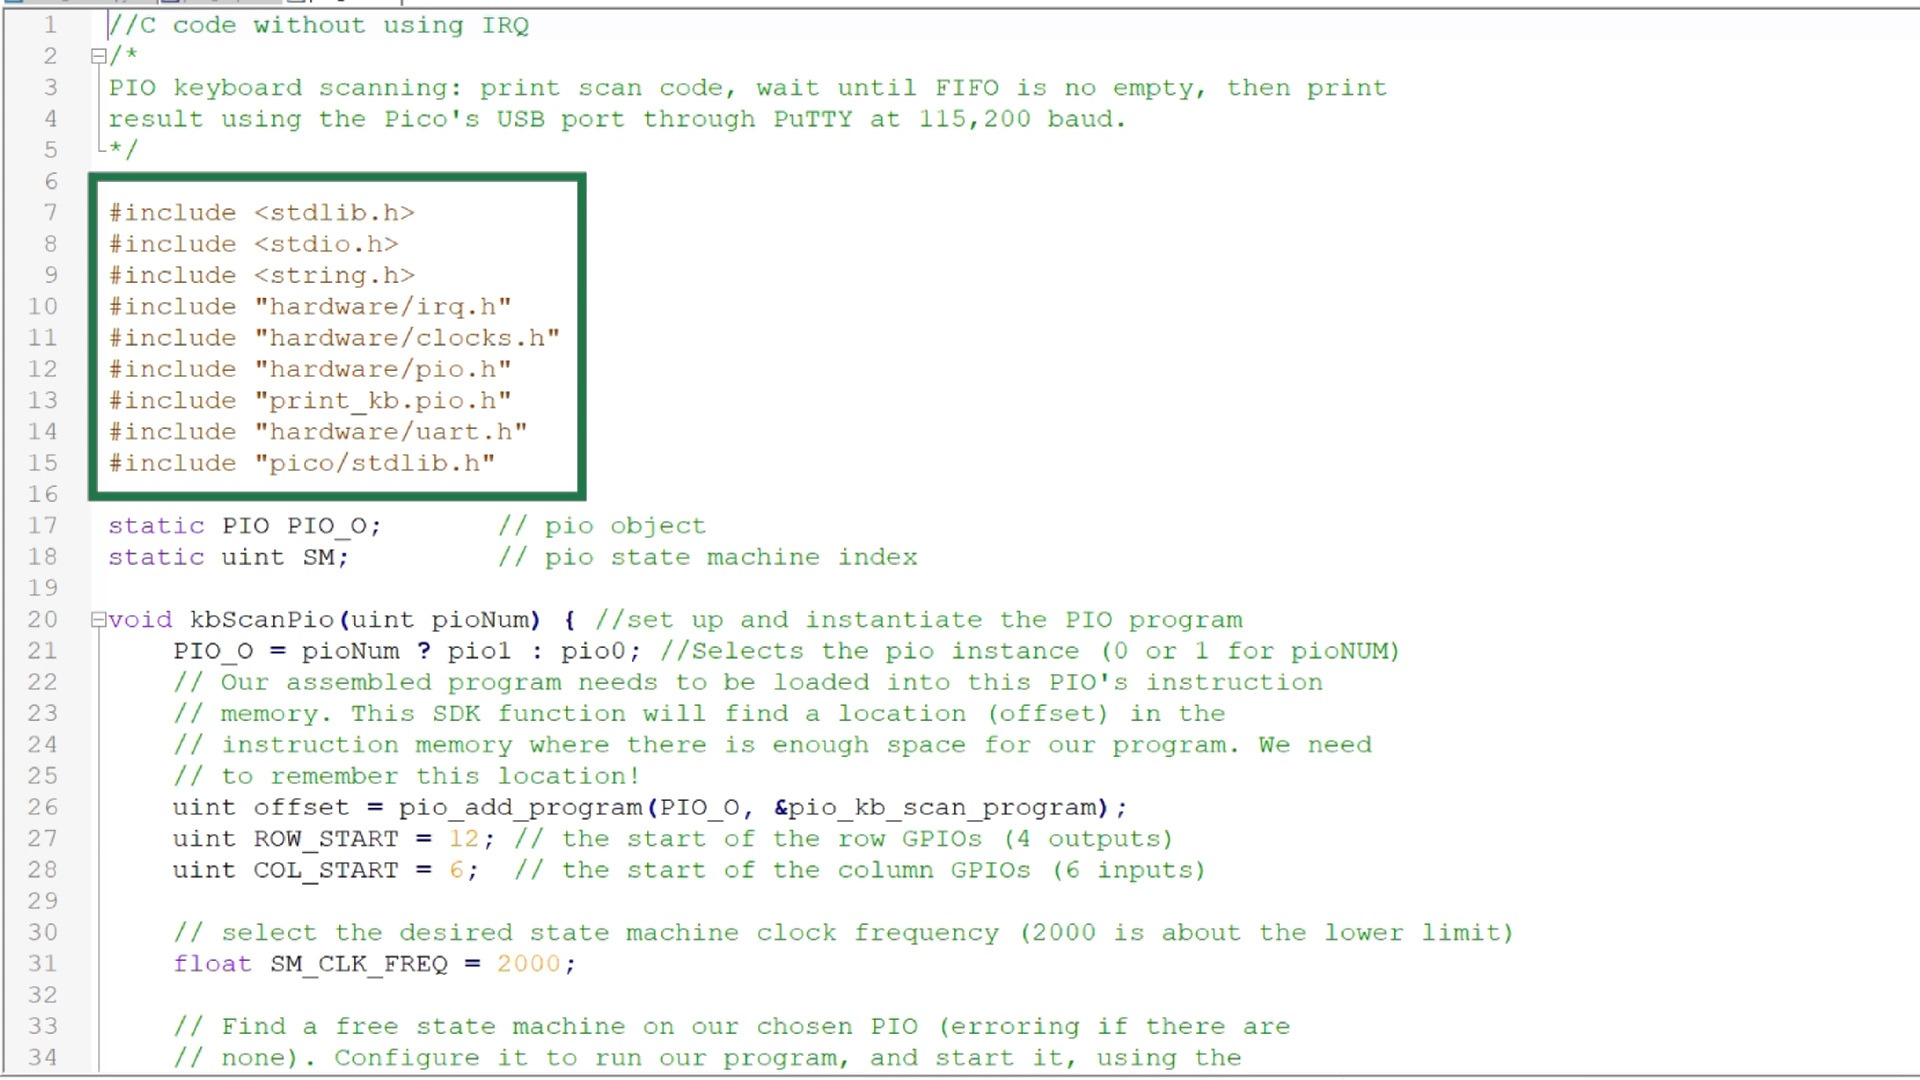 1 //C code without using IRQ
2 /*
3 PIO keyboard scanning: print scan code, wait until FIFO is no empty, then print
4 result using the Pico's USB port through PuTTY at 115,200 baud.
5 */
6
7 #include <stdlib.h>
8 #include <stdio.h>
9 #include <string.h>
10 #include "hardware/irq.h"
11 #include "hardware/clocks.h"
12 #include "hardware/pio.h"
13 #include "print_kb.pio.h"
14 #include "hardware/uart.h"
15 #include "pico/stdlib.h"
16
17 static PIO PIO_O; // pio object
18 static uint SM; // pio state machine index
19
20 void kbScanPio(uint pioNum) { //set up and instantiate the PIO program
21 PIO_O = pioNum ? pio1 : pio0; //Selects the pio instance (0 or 1 for pioNUM)
22 // Our assembled program needs to be loaded into this PIO's instruction
23 // memory. This SDK function will find a location (offset) in the
24 // instruction memory where there is enough space for our program. We need
25 // to remember this location!
26 uint offset = pio_add_program(PIO_O, &pio_kb_scan_program);
27 uint ROW_START = 12; // the start of the row GPIOs (4 outputs)
28 uint COL_START = 6; // the start of the column GPIOs (6 inputs)
29
30 // select the desired state machine clock frequency (2000 is about the lower limit)
31 float SM_CLK_FREQ = 2000;
32
33 // Find a free state machine on our chosen PIO (erroring if there are
34 // none). Configure it to run our program, and start it, using the